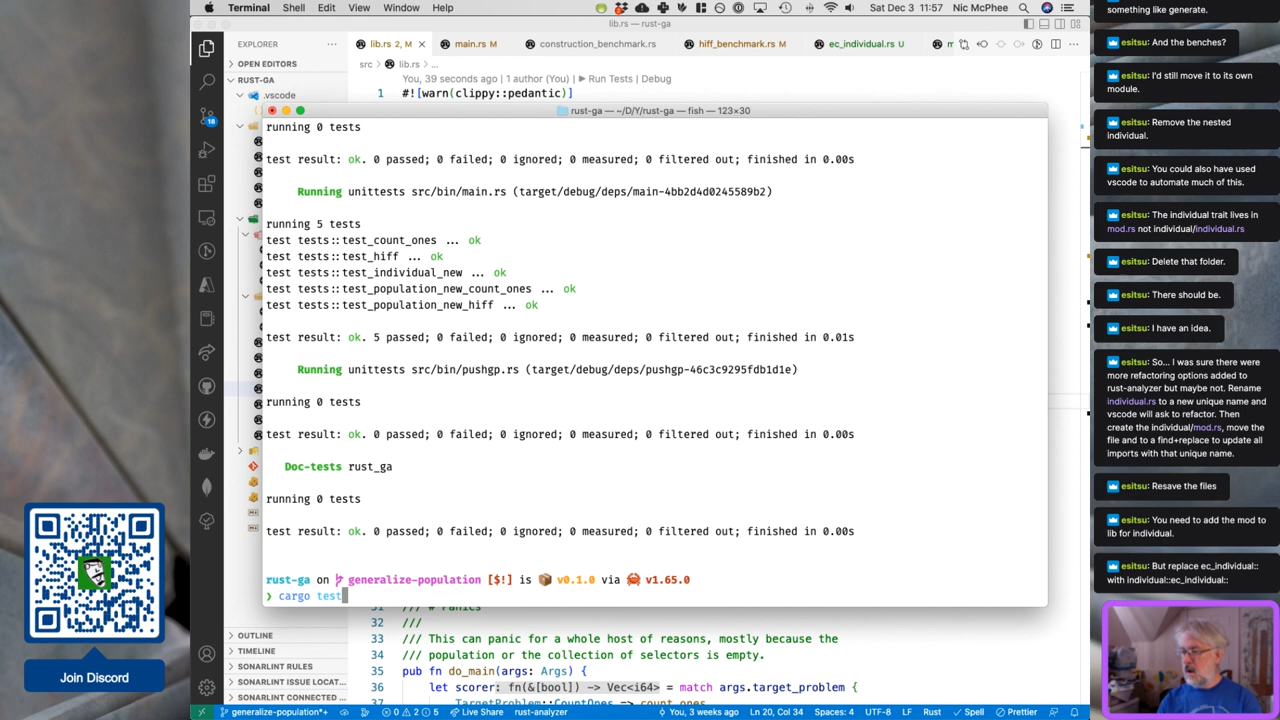 Terminal Shell Edit View Window Help
Sat Dec 3 11:57 Nic McPhee
lib.rs — rust-ga
EXPLORER
OPEN EDITORS
RUST-GA
.vscode
lib.rs 2, M
main.rs M
construction_benchmark.rs
hiff_benchmark.rs M
ec_individual.rs U
src > lib.rs > ...
You, 39 seconds ago | 1 author (You) | ▶ Run Tests | Debug
1 #![warn(clippy::pedantic)]
rust-ga — ~/D/Y/rust-ga — fish — 123×30
running 0 tests
test result: ok. 0 passed; 0 failed; 0 ignored; 0 measured; 0 filtered out; finished in 0.00s
Running unittests src/bin/main.rs (target/debug/deps/main-4bb2d4d0245589b2)
running 5 tests
test tests::test_count_ones ... ok
test tests::test_hiff ... ok
test tests::test_individual_new ... ok
test tests::test_population_new_count_ones ... ok
test tests::test_population_new_hiff ... ok
test result: ok. 5 passed; 0 failed; 0 ignored; 0 measured; 0 filtered out; finished in 0.01s
Running unittests src/bin/pushgp.rs (target/debug/deps/pushgp-46c3c9295fdb1d1e)
running 0 tests
test result: ok. 0 passed; 0 failed; 0 ignored; 0 measured; 0 filtered out; finished in 0.00s
Doc-tests rust_ga
running 0 tests
test result: ok. 0 passed; 0 failed; 0 ignored; 0 measured; 0 filtered out; finished in 0.00s
rust-ga on generalize-population [$!] is 📦 v0.1.0 via 🦀 v1.65.0
❯ cargo test
31 /// # Panics
32 ///
33 /// This can panic for a whole host of reasons, mostly because the
34 /// population or the collection of selectors is empty.
35 pub fn do_main(args: Args) {
36 let scorer: fn(&[bool]) -> Vec<i64> = match args.target_problem {
37 TargetProblem::CountOnes => count_ones
OUTLINE
TIMELINE
SONARLINT RULES
SONARLINT ISSUE LOCAT...
SONARLINT CONNECTED ...
generalize-population*+
0 2 5
Live Share
rust-analyzer
You, 3 weeks ago
Ln 20, Col 34
Spaces: 4
UTF-8
LF
Rust
Spell
Prettier
18
Join Discord
something like generate.
esitsu: And the benches?
esitsu: I'd still move it to its own
module.
esitsu: Remove the nested
individual.
esitsu: You could also have used
vscode to automate much of this.
esitsu: The individual trait lives in
mod.rs not individual/individual.rs
esitsu: Delete that folder.
esitsu: There should be.
esitsu: I have an idea.
esitsu: So... I was sure there were
more refactoring options added to
rust-analyzer but maybe not. Rename
individual.rs to a new unique name and
vscode will ask to refactor. Then
create the individual/mod.rs, move the
file and to a find+replace to update all
imports with that unique name.
esitsu: Resave the files
esitsu: You need to add the mod to
lib for individual.
esitsu: But replace ec_individual::
with individual::ec_individual::